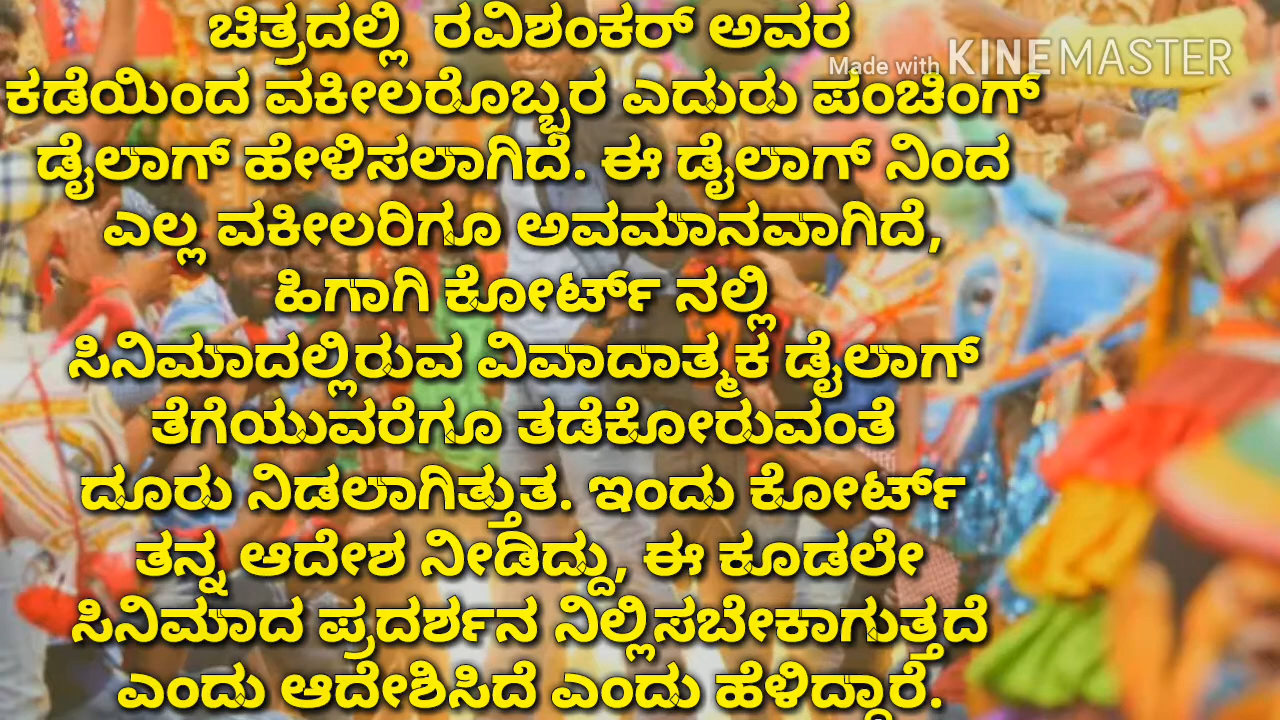 ಚಿತ್ರದಲ್ಲಿ ರವಿಶಂಕರ್ ಅವರ
Made with KINEMASTER
ಕಡೆಯಿಂದ ವಕೀಲರೊಬ್ಬರ ಎದುರು ಪಂಚಿಂಗ್
ಡೈಲಾಗ್ ಹೇಳಿಸಲಾಗಿದೆ. ಈ ಡೈಲಾಗ್ ನಿಂದ
ಎಲ್ಲ ವಕೀಲರಿಗೂ ಅವಮಾನವಾಗಿದೆ,
ಹಿಗಾಗಿ ಕೋರ್ಟ್ ನಲ್ಲಿ
ಸಿನಿಮಾದಲ್ಲಿರುವ ವಿವಾದಾತ್ಮಕ ಡೈಲಾಗ್
ತೆಗೆಯುವರೆಗೂ ತಡೆಕೋರುವಂತೆ
ದೂರು ನಿಡಲಾಗಿತ್ತುತ. ಇಂದು ಕೋರ್ಟ್
ತನ್ನ ಆದೇಶ ನೀಡಿದ್ದು, ಈ ಕೂಡಲೇ
ಸಿನಿಮಾದ ಪ್ರದರ್ಶನ ನಿಲ್ಲಿಸಬೇಕಾಗುತ್ತದೆ
ಎಂದು ಆದೇಶಿಸಿದೆ ಎಂದು ಹೆಳಿದ್ದಾರೆ.